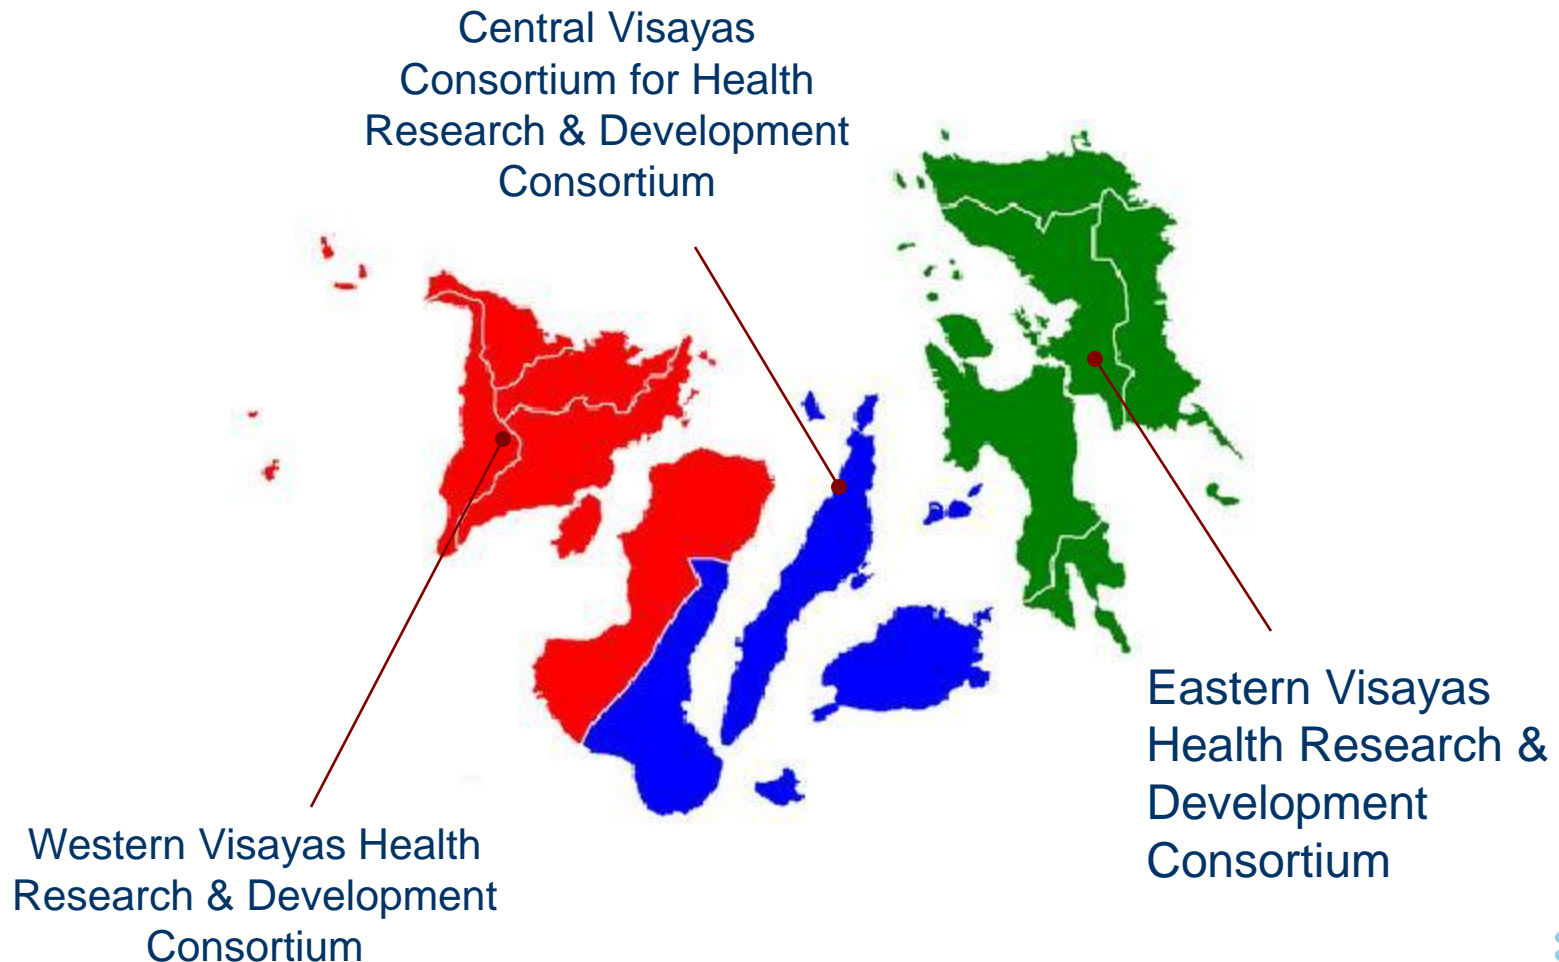 Central Visayas
Consortium for Health
Research & Development
Consortium
Eastern Visayas
Health Research &
Development
Consortium
Western Visayas Health
Research & Development
Consortium